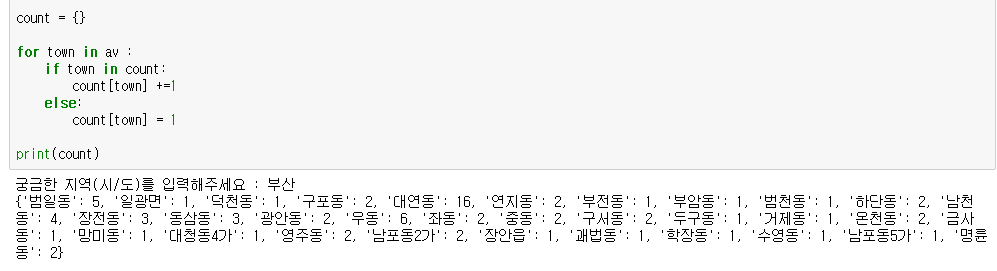 count = {}
for town in av :
    if town in count:
        count[town] +=1
    else:
        count[town] = 1
print(count)
궁금한 지역(시/도)를 입력해주세요 : 부산
{'범일동': 5, '일광면': 1, '덕천동': 1, '구포동': 2, '대연동': 16, '연지동': 2, '부전동': 1, '부암동': 1, '범천동': 1, '하단동': 2, '남천
동': 4, '장전동': 3, '동삼동': 3, '광안동': 2, '우동': 6, '좌동': 2, '중동': 2, '구서동': 2, '두구동': 1, '거제동': 1, '온천동': 2, '금사
동': 1, '망미동': 1, '대청동4가': 1, '영주동': 2, '남포동2가': 2, '장안읍': 1, '괘법동': 1, '학장동': 1, '수영동': 1, '남포동5가': 1, '명륜
동': 2}